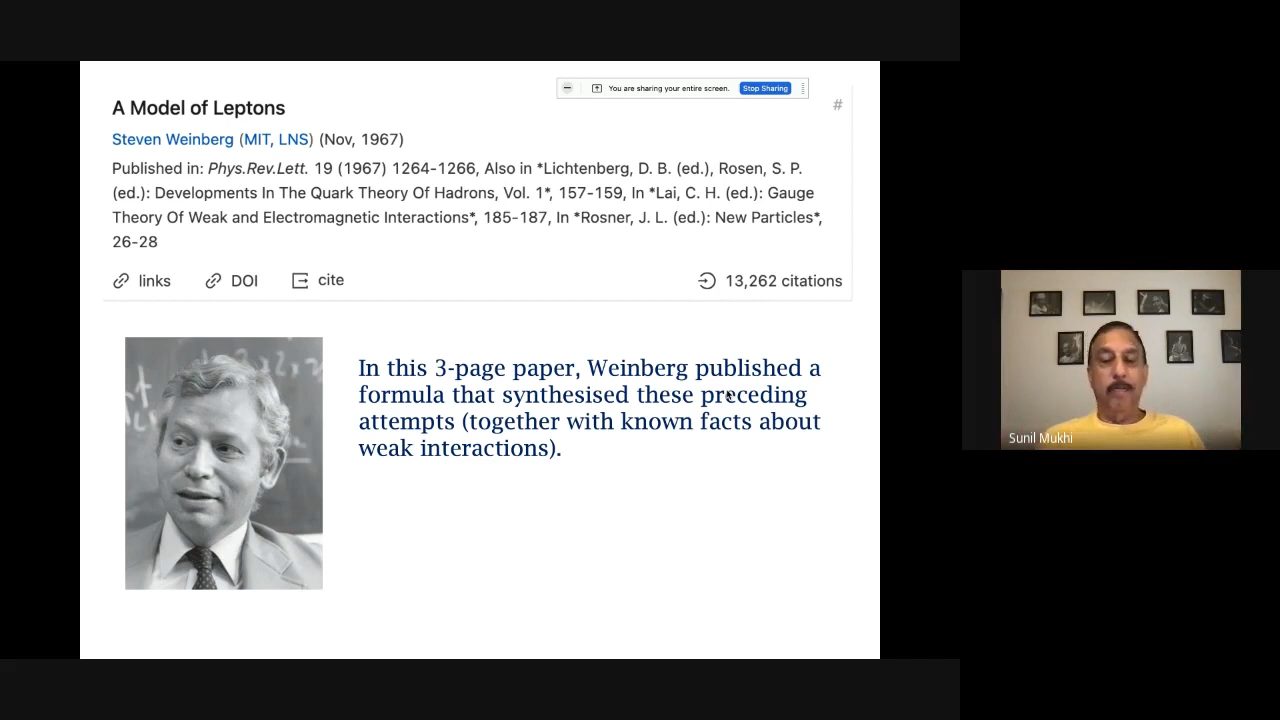 You are sharing your entire screen. Stop Sharing
A Model of Leptons
#
Steven Weinberg (MIT, LNS) (Nov, 1967)
Published in: Phys.Rev.Lett. 19 (1967) 1264-1266, Also in *Lichtenberg, D. B. (ed.), Rosen, S. P.
(ed.): Developments In The Quark Theory Of Hadrons, Vol. 1*, 157-159, In *Lai, C. H. (ed.): Gauge
Theory Of Weak and Electromagnetic Interactions*, 185-187, In *Rosner, J. L. (ed.): New Particles*,
26-28
links DOI cite 13,262 citations
In this 3-page paper, Weinberg published a
formula that synthesised these preceding
attempts (together with known facts about
weak interactions).
Sunil Mukhi